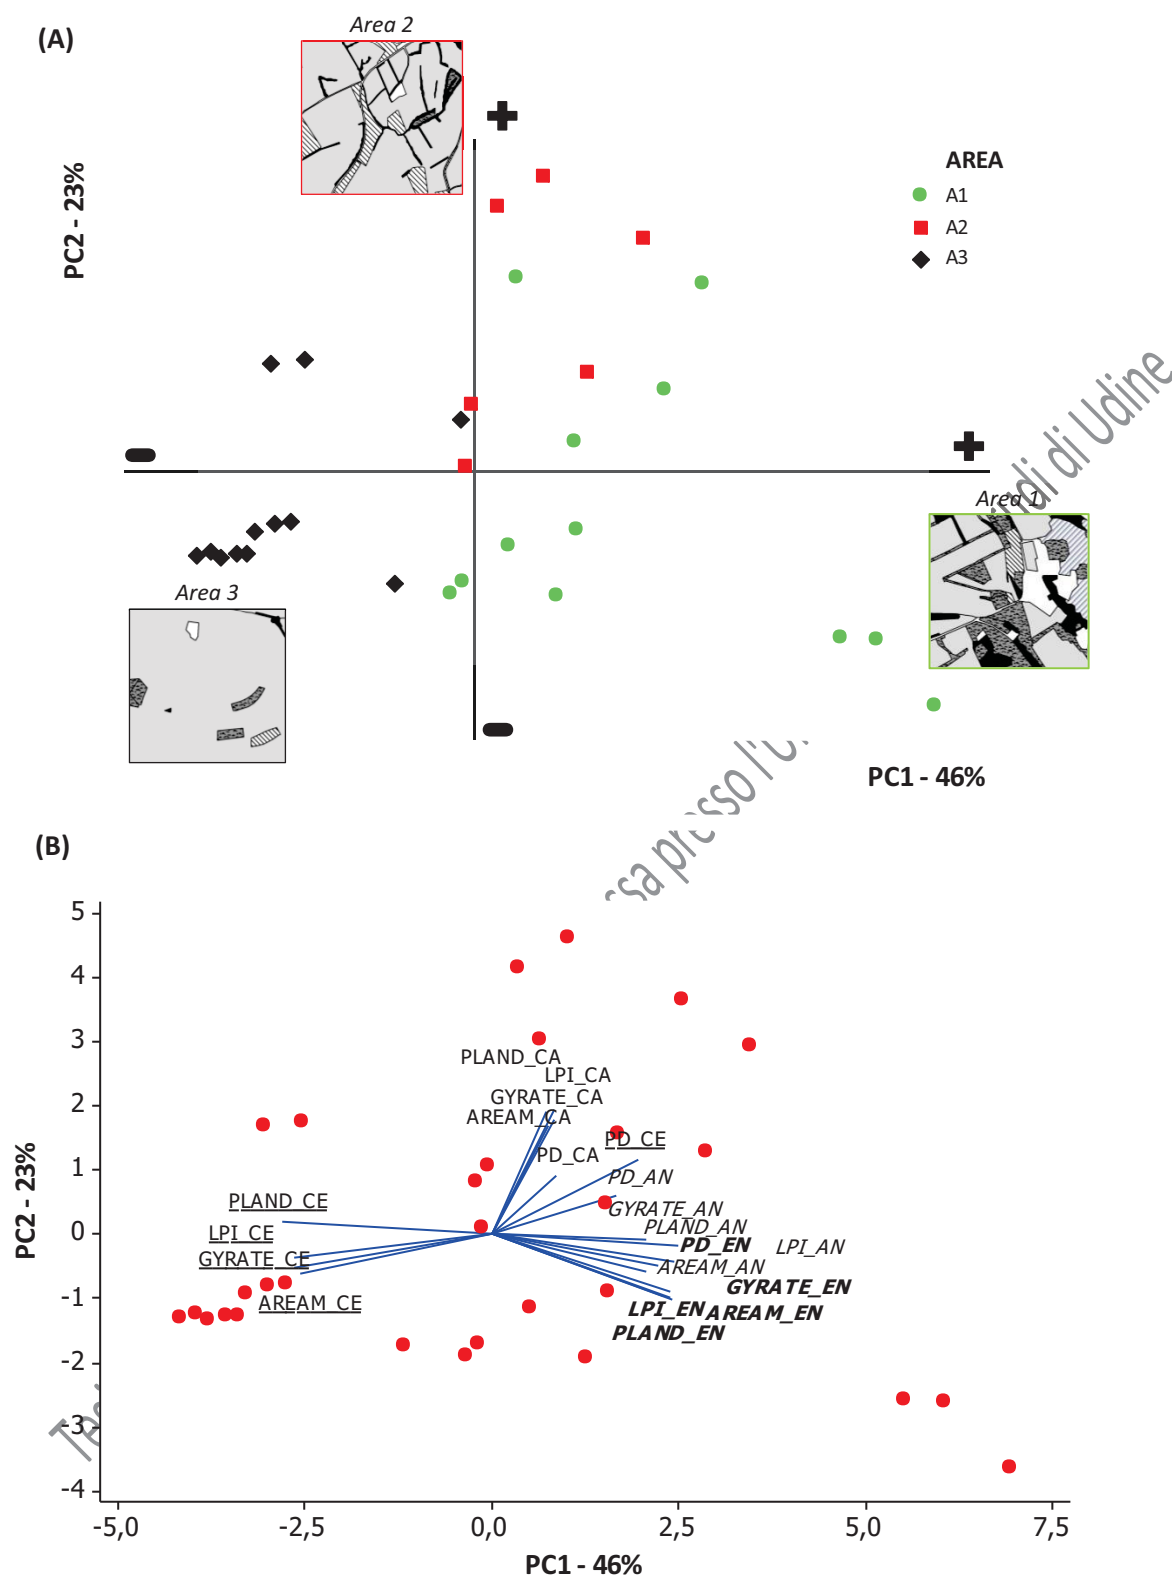 (A)
Area 2
PC2 - 23%
AREA
A1
A2
A3
Area 1
Area 3
PC1 - 46%
(B)
5
4
3
2
1
0
-1
-2
-3
-4
PC2 - 23%
PLAND_CA
LPI_CA
GYRATE_CA
AREAM_CA
PD_CE
PD_CA
PD_AN
PLAND_CE
GYRATE_AN
PLAND_AN
LPI_CE
PD_EN
LPI_AN
GYRATE_CE
AREAM_AN
GYRATE_EN
AREAM_CE
LPI_EN
AREAM_EN
PLAND_EN
-5,0
-2,5
0,0
2,5
5,0
7,5
PC1 - 46%
presso l'U
di Udine